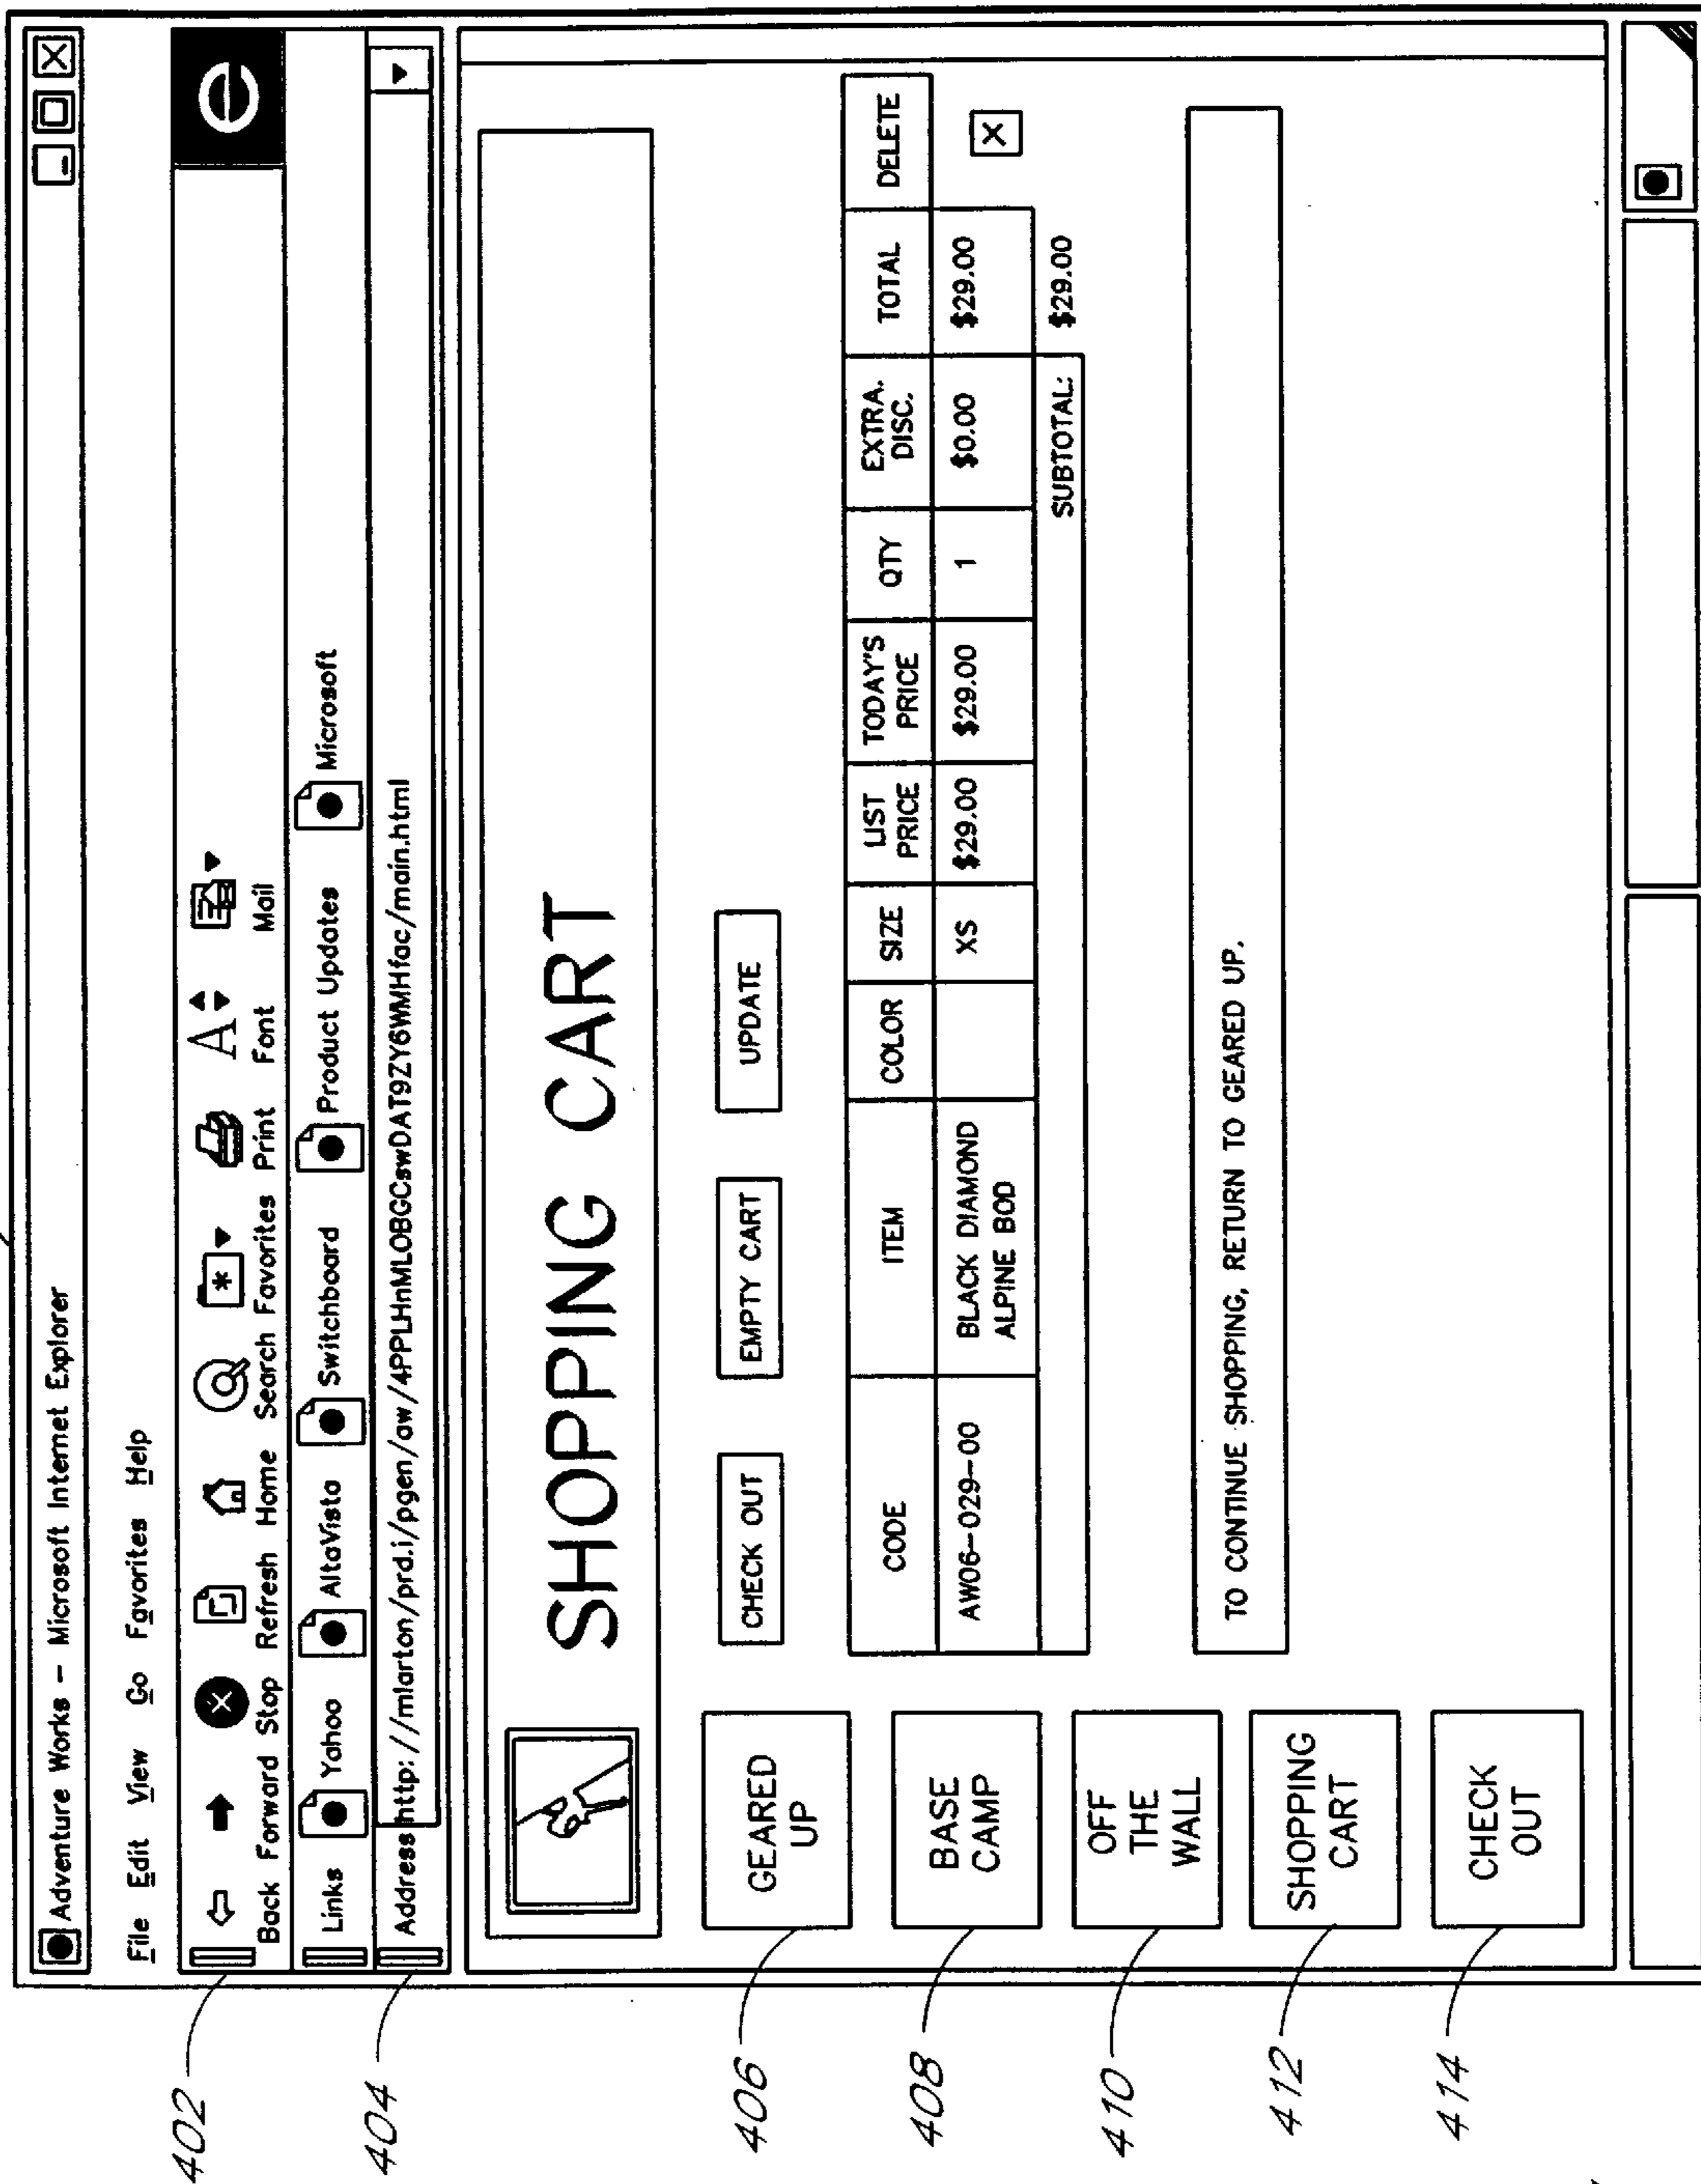 Adventure Works – Microsoft Internet Explorer
File Edit View Go Favorites Help
Back Forward Stop Refresh Home Search Favorites Print Font Mail
Links Yahoo AltaVista Switchboard Product Updates Microsoft
Address http://mlarton/prd.i/pgen/aw/4PPLHnMLOBGCswDAT9ZY6WMHfac/main.html
SHOPPING CART
CHECK OUT EMPTY CART UPDATE
CODE ITEM COLOR SIZE LIST PRICE TODAY'S PRICE QTY EXTRA. DISC. TOTAL DELETE
AW06–029–00 BLACK DIAMOND ALPINE BOD XS $29.00 $29.00 1 $0.00 $29.00 X
SUBTOTAL: $29.00
TO CONTINUE SHOPPING, RETURN TO GEARED UP.
GEARED
UP
BASE
CAMP
OFF
THE
WALL
SHOPPING
CART
CHECK
OUT
402
404
406
408
410
412
414